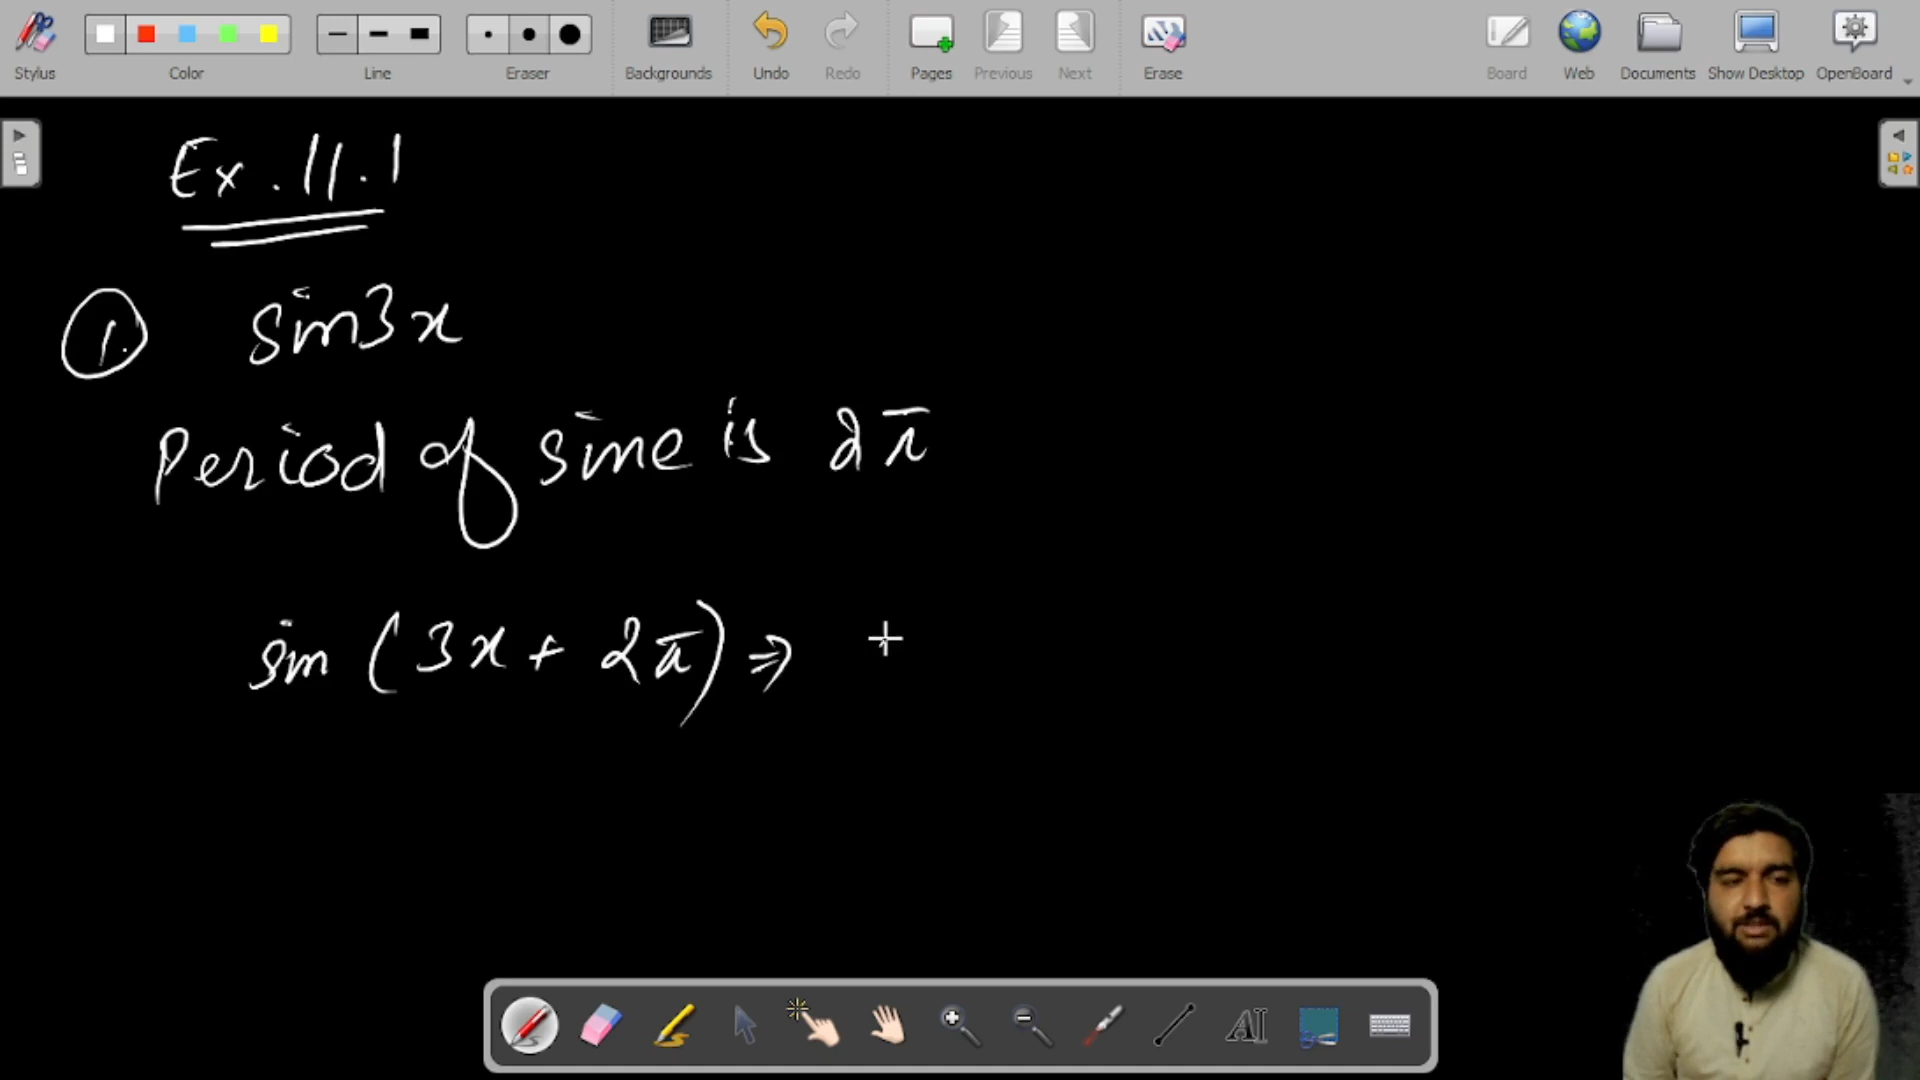 Stylus Color Line Eraser Backgrounds Undo Redo Pages Previous Next Erase Board Web Documents Show Desktop OpenBoard
Ex. 11.1
1. sin3x
Period of sine is 2π
sin (3x + 2π) ⇒